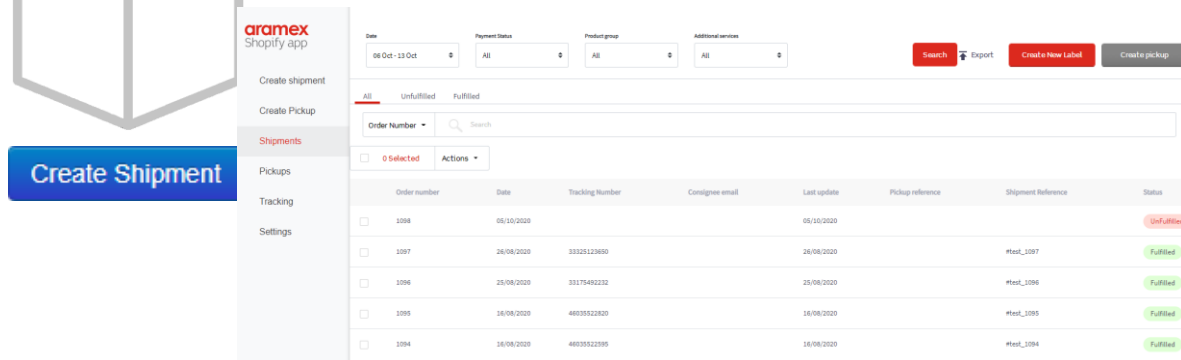 Create Shipment
aramex
Shopify app
Create shipment
Create Pickup
Shipments
Pickups
Tracking
Settings
Date Payment Status Product group Additional services
06 Oct - 13 Oct All All All Search Export Create New Label Create pickup
All Unfulfilled Fulfilled
Order Number Search
0 Selected Actions
Order number Date Tracking Number Consignee email Last update Pickup reference Shipment Reference Status
1098 05/10/2020 05/10/2020 UnFulfilled
1097 26/08/2020 33325123650 26/08/2020 #test_1097 Fulfilled
1096 25/08/2020 33175492232 25/08/2020 #test_1096 Fulfilled
1095 16/08/2020 46035522820 16/08/2020 #test_1095 Fulfilled
1094 16/08/2020 46035522595 16/08/2020 #test_1094 Fulfilled